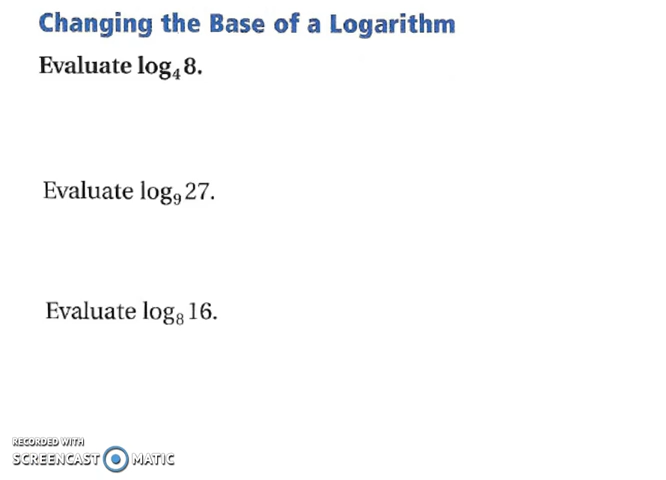 Changing the Base of a Logarithm
Evaluate log₄ 8.
Evaluate log₉ 27.
Evaluate log₈ 16.
RECORDED WITH
SCREENCAST MATIC